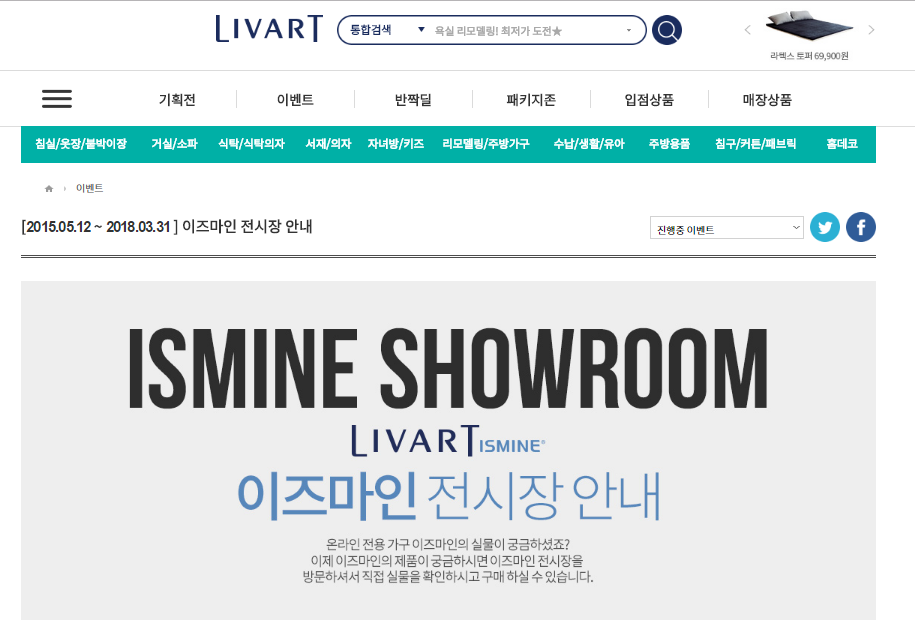 LIVART
통합검색 욕실 리모델링! 최저가 도전★
라텍스 토퍼 69,900원
기획전 이벤트 반짝딜 패키지존 입점상품 매장상품
침실/옷장/붙박이장 거실/소파 식탁/식탁의자 서재/의자 자녀방/키즈 리모델링/주방가구 수납/생활/유아 주방용품 침구/커튼/패브릭 홈데코
이벤트
[2015.05.12 ~ 2018.03.31 ] 이즈마인 전시장 안내
진행중 이벤트
f
ISMINE SHOWROOM
LIVART ISMINE®
이즈마인 전시장 안내
온라인 전용 가구 이즈마인의 실물이 궁금하셨죠?
이제 이즈마인의 제품이 궁금하시면 이즈마인 전시장을
방문하셔서 직접 실물을 확인하시고 구매 하실 수 있습니다.